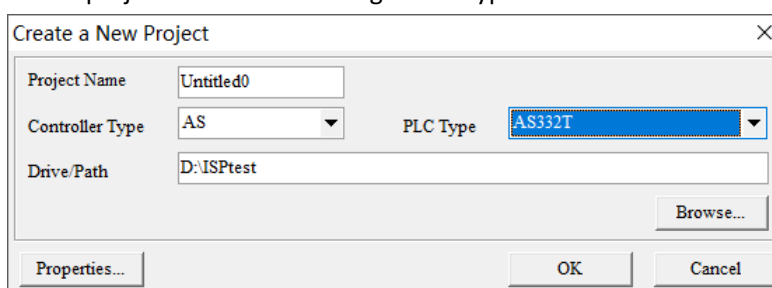 Create a New Project
Project Name Untitled0
Controller Type AS PLC Type AS332T
Drive/Path D:\ISPtest
Browse...
Properties... OK Cancel